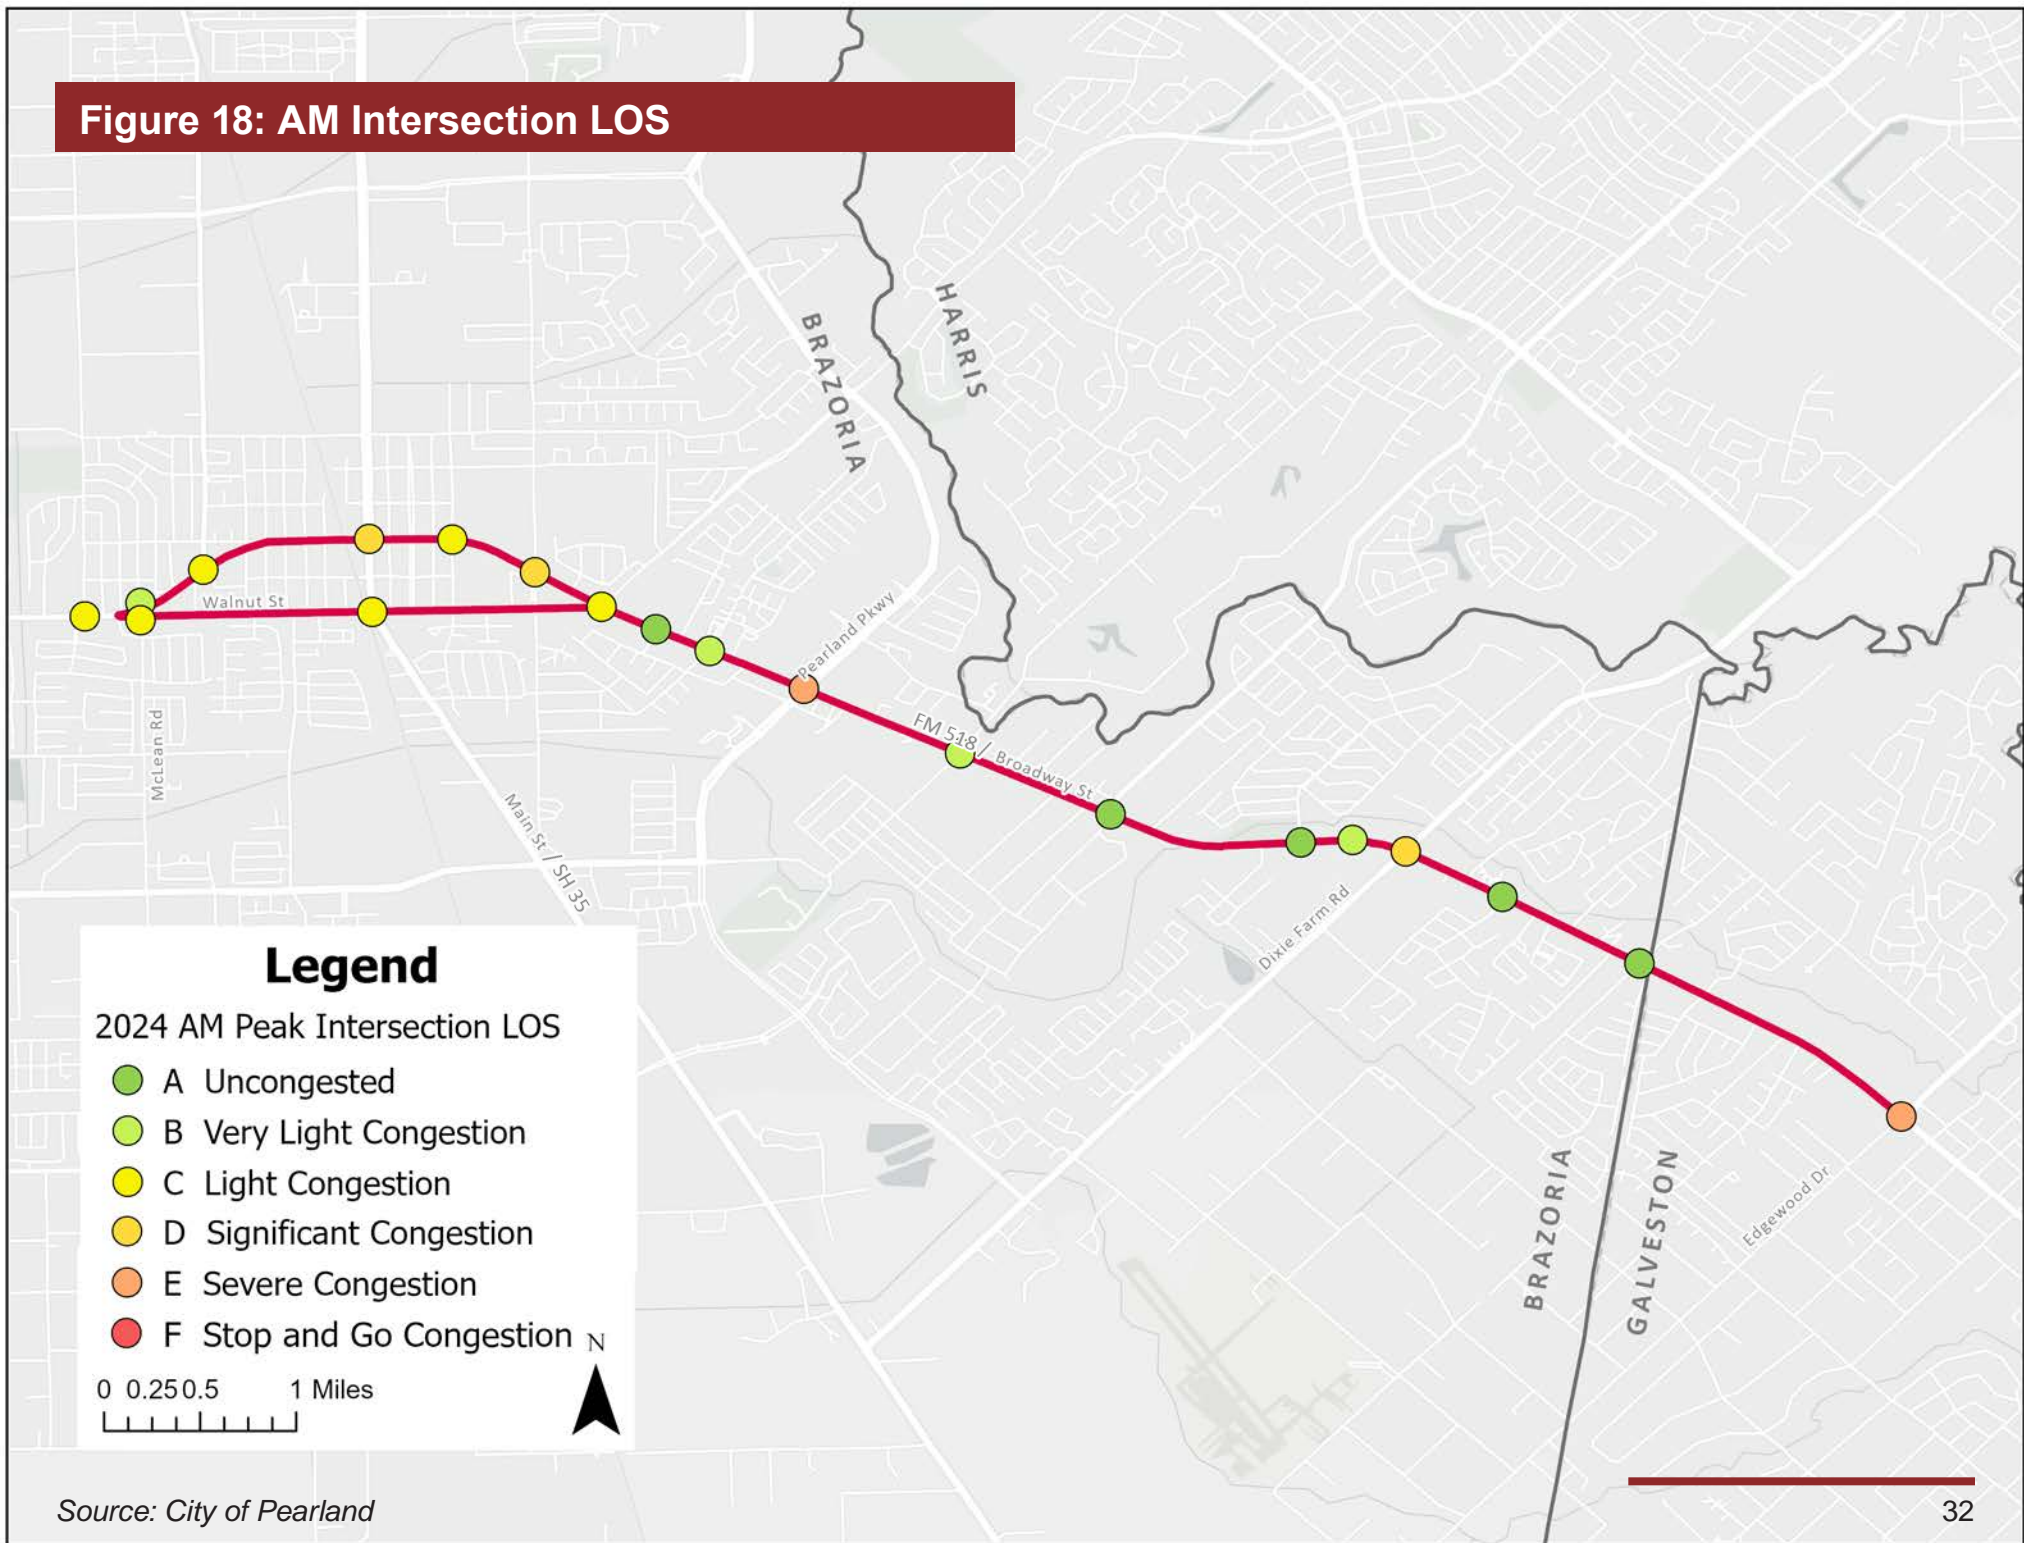 Figure 18: AM Intersection LOS
HARRIS
BRAZORIA
Walnut St
Pearland Pkwy
McLean Rd
FM 518 / Broadway St
Main St / SH 35
Dixie Farm Rd
BRAZORIA
GALVESTON
Edgewood Dr
Legend
2024 AM Peak Intersection LOS
A Uncongested
B Very Light Congestion
C Light Congestion
D Significant Congestion
E Severe Congestion
F Stop and Go Congestion
N
0 0.25 0.5 1 Miles
Source: City of Pearland
32